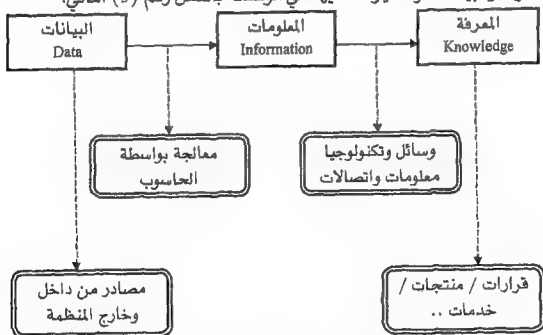 البيانات
Data
المعلومات
Information
المعرفة
Knowledge
معالجة بواسطة
الحاسوب
وسائل وتكنولوجيا
معلومات واتصالات
مصادر من داخل
وخارج المنظمة
قرارات / منتجات /
خدمات ..